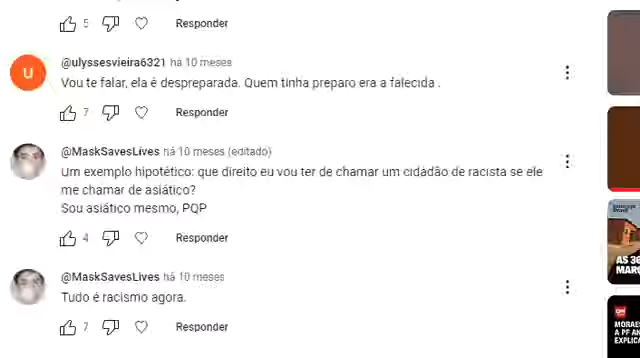 5 Responder
@ulyssesvieira6321 há 10 meses
U
Vou te falar, ela é despreparada. Quem tinha preparo era a falecida .
7 Responder
@MaskSavesLives há 10 meses (editado)
Um exemplo hipotético: que direito eu vou ter de chamar um cidadão de racista se ele
me chamar de asiático?
Sou asiático mesmo, PQP
4 Responder
@MaskSavesLives há 10 meses
Tudo é racismo agora.
7 Responder
AS 36
MARC
MORAES
A PF AN
EXPLIC